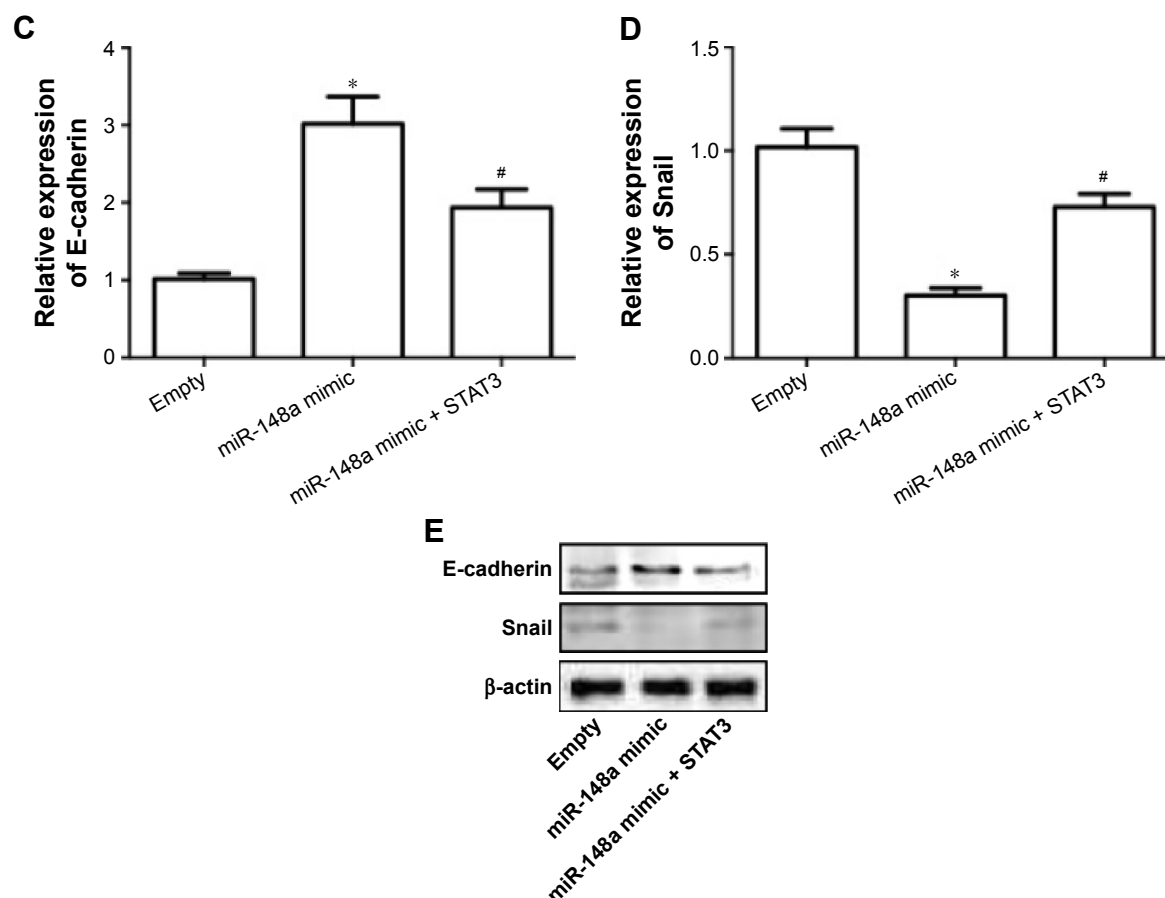 C
Relative expression
of E-cadherin
4
3
2
1
0
*
#
Empty
miR-148a mimic
miR-148a mimic + STAT3
D
Relative expression
of Snail
1.5
1.0
0.5
0.0
*
#
Empty
miR-148a mimic
miR-148a mimic + STAT3
E
E-cadherin
Snail
β-actin
Empty
miR-148a mimic
miR-148a mimic + STAT3